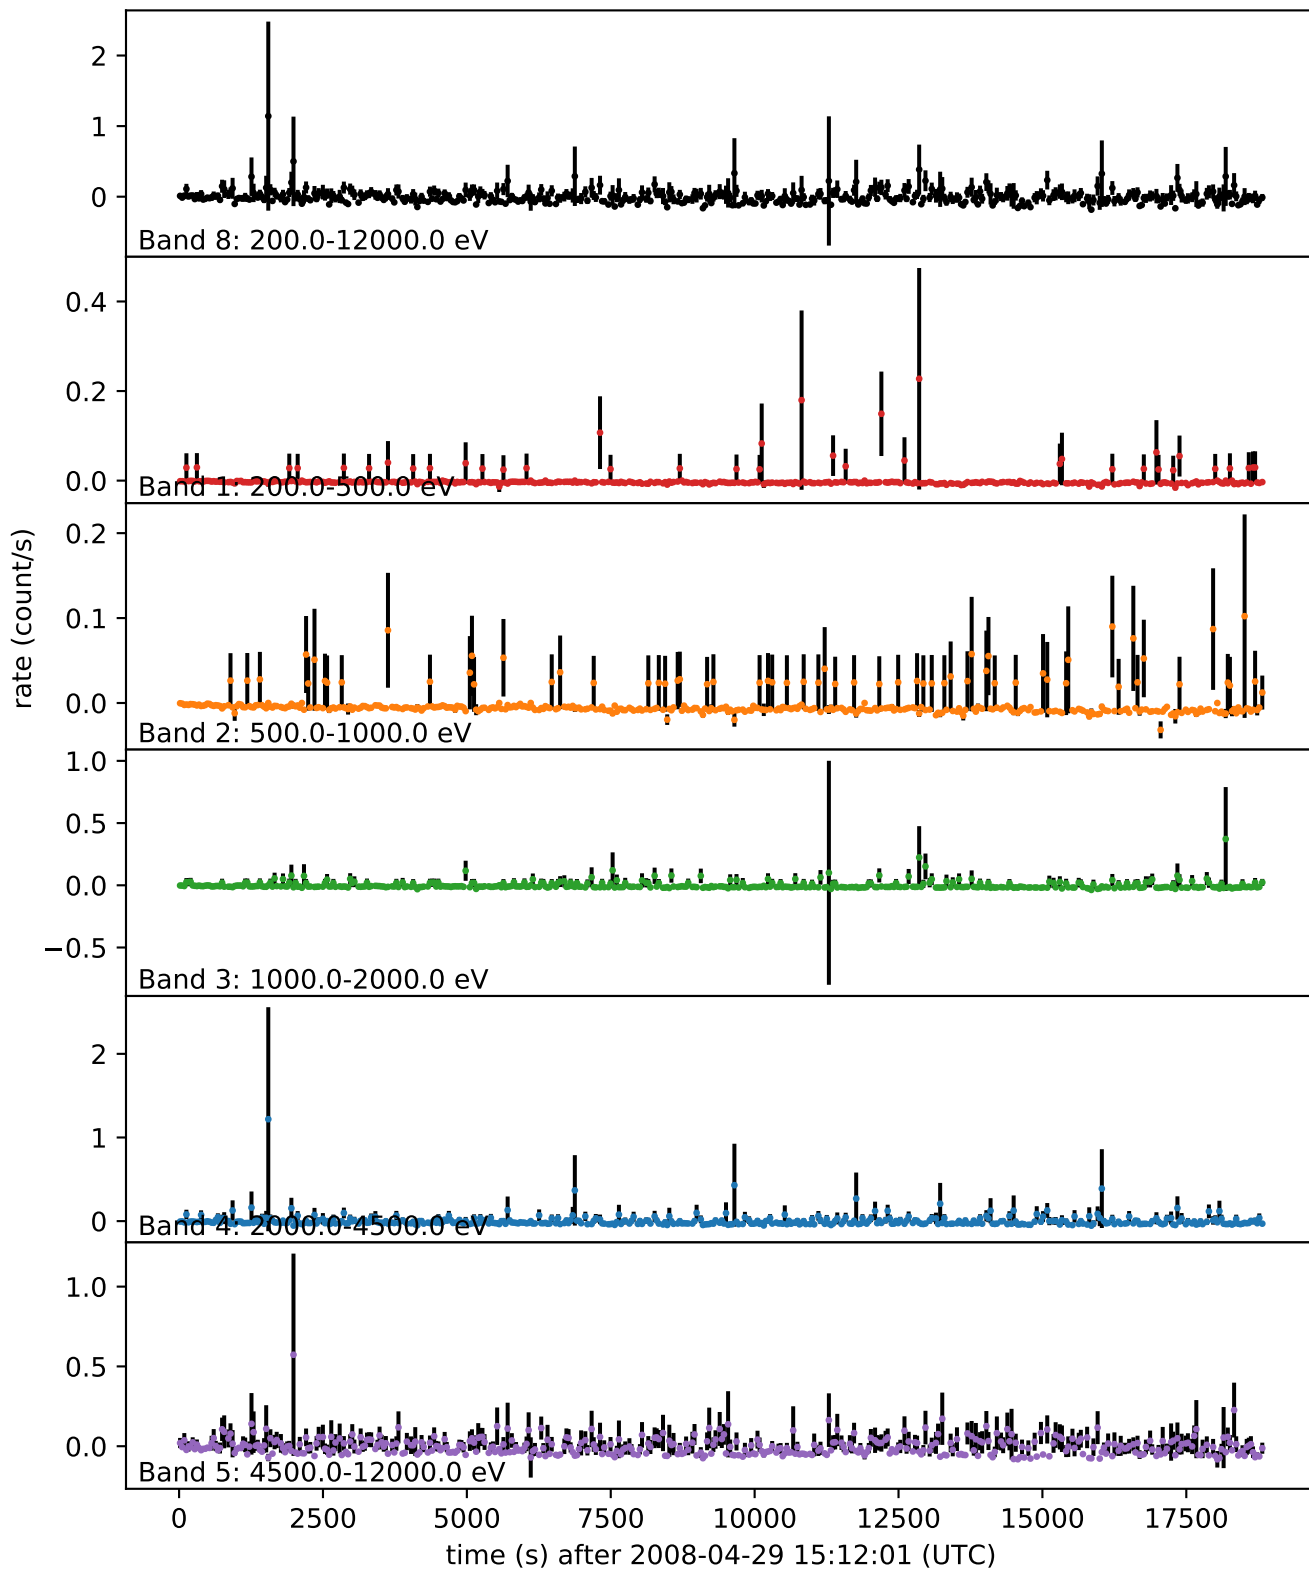 2
1
0
Band 8: 200.0-12000.0 eV
0.4
0.2
0.0
Band 1: 200.0-500.0 eV
rate (count/s)
0.2
0.1
0.0
Band 2: 500.0-1000.0 eV
1.0
0.5
0.0
−0.5
Band 3: 1000.0-2000.0 eV
2
1
0
Band 4: 2000.0-4500.0 eV
1.0
0.5
0.0
Band 5: 4500.0-12000.0 eV
0 2500 5000 7500 10000 12500 15000 17500
time (s) after 2008-04-29 15:12:01 (UTC)